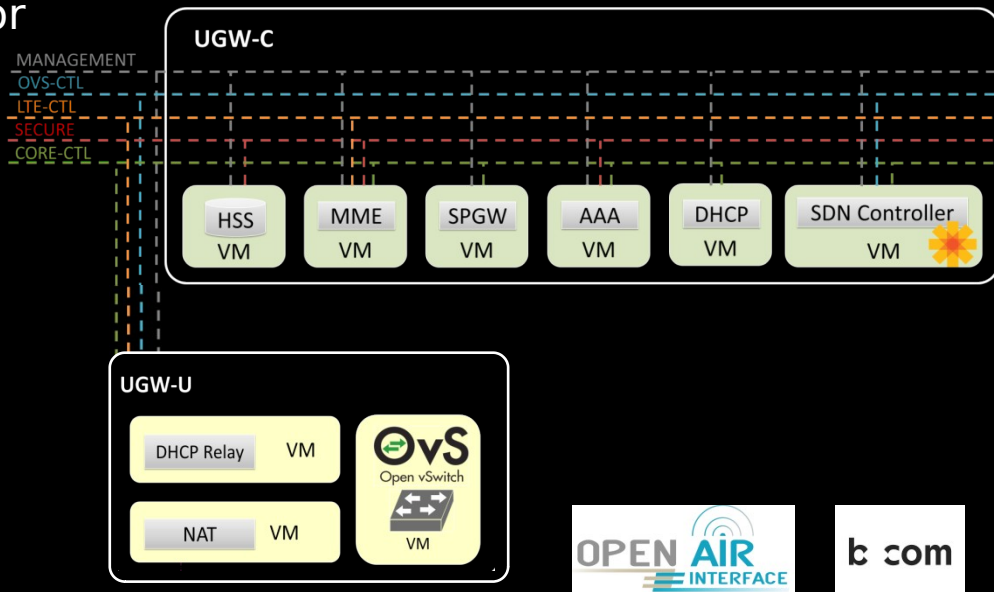 or
UGW-C
MANAGEMENT
OVS-CTL
LTE-CTL
SECURE
CORE-CTL
HSS
VM
MME
VM
SPGW
VM
AAA
VM
DHCP
VM
SDN Controller
VM
UGW-U
DHCP Relay
VM
NAT
VM
OvS
Open vSwitch
VM
OPEN AIR
INTERFACE
b com